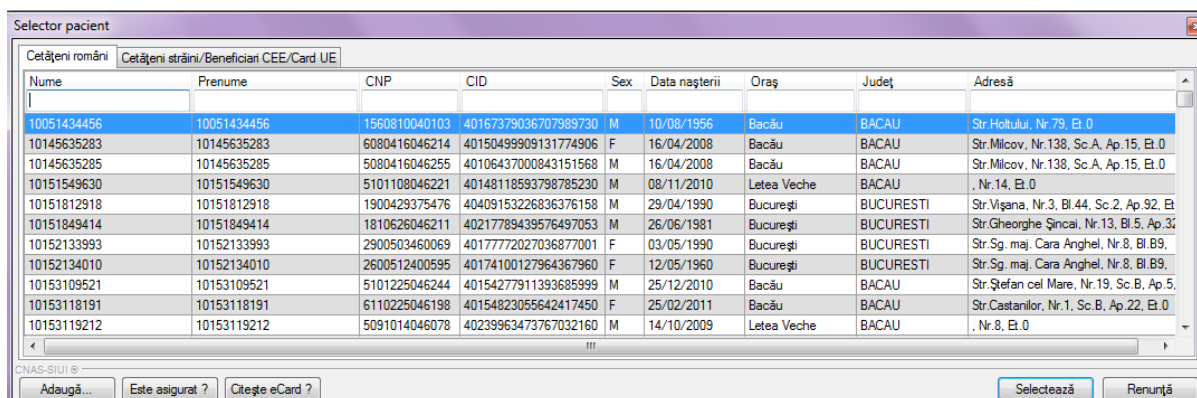 Selector pacient
Cetăţeni români Cetăţeni străini/Beneficiari CEE/Card UE
Nume Prenume CNP CID Sex Data naşterii Oraş Judeţ Adresă
10051434456 10051434456 1560810040103 40167379036707989730 M 10/08/1956 Bacău BACAU Str.Holtului, Nr.79, Et.0
10145635283 10145635283 6080416046214 40150499909131774906 F 16/04/2008 Bacău BACAU Str.Milcov, Nr.138, Sc.A, Ap.15, Et.0
10145635285 10145635285 5080416046255 40106437000843151568 M 16/04/2008 Bacău BACAU Str.Milcov, Nr.138, Sc.A, Ap.15, Et.0
10151549630 10151549630 5101108046221 40148118593798785230 M 08/11/2010 Letea Veche BACAU , Nr.14, Et.0
10151812918 10151812918 1900429375476 40409153226836376158 M 29/04/1990 Bucureşti BUCURESTI Str.Vişana, Nr.3, Bl.44, Sc.2, Ap.92, Et
10151849414 10151849414 1810626046211 40217789439576497053 M 26/06/1981 Bucureşti BUCURESTI Str.Gheorghe Şincai, Nr.13, Bl.5, Ap.32
10152133993 10152133993 2900503460069 40177772027036877001 F 03/05/1990 Bucureşti BUCURESTI Str.Sg. maj. Cara Anghel, Nr.8, Bl.B9,
10152134010 10152134010 2600512400595 40174100127964367960 F 12/05/1960 Bucureşti BUCURESTI Str.Sg. maj. Cara Anghel, Nr.8, Bl.B9,
10153109521 10153109521 5101225046244 40154277911393685999 M 25/12/2010 Bacău BACAU Str.Ştefan cel Mare, Nr.19, Sc.B, Ap.5,
10153118191 10153118191 6110225046198 40154823055642417450 F 25/02/2011 Bacău BACAU Str.Castanilor, Nr.1, Sc.B, Ap.22, Et.0
10153119212 10153119212 5091014046078 40239963473767032160 M 14/10/2009 Letea Veche BACAU , Nr.8, Et.0
CNAS-SIUI ®
Adaugă... Este asigurat ? Citeşte eCard ? Selectează Renunţă